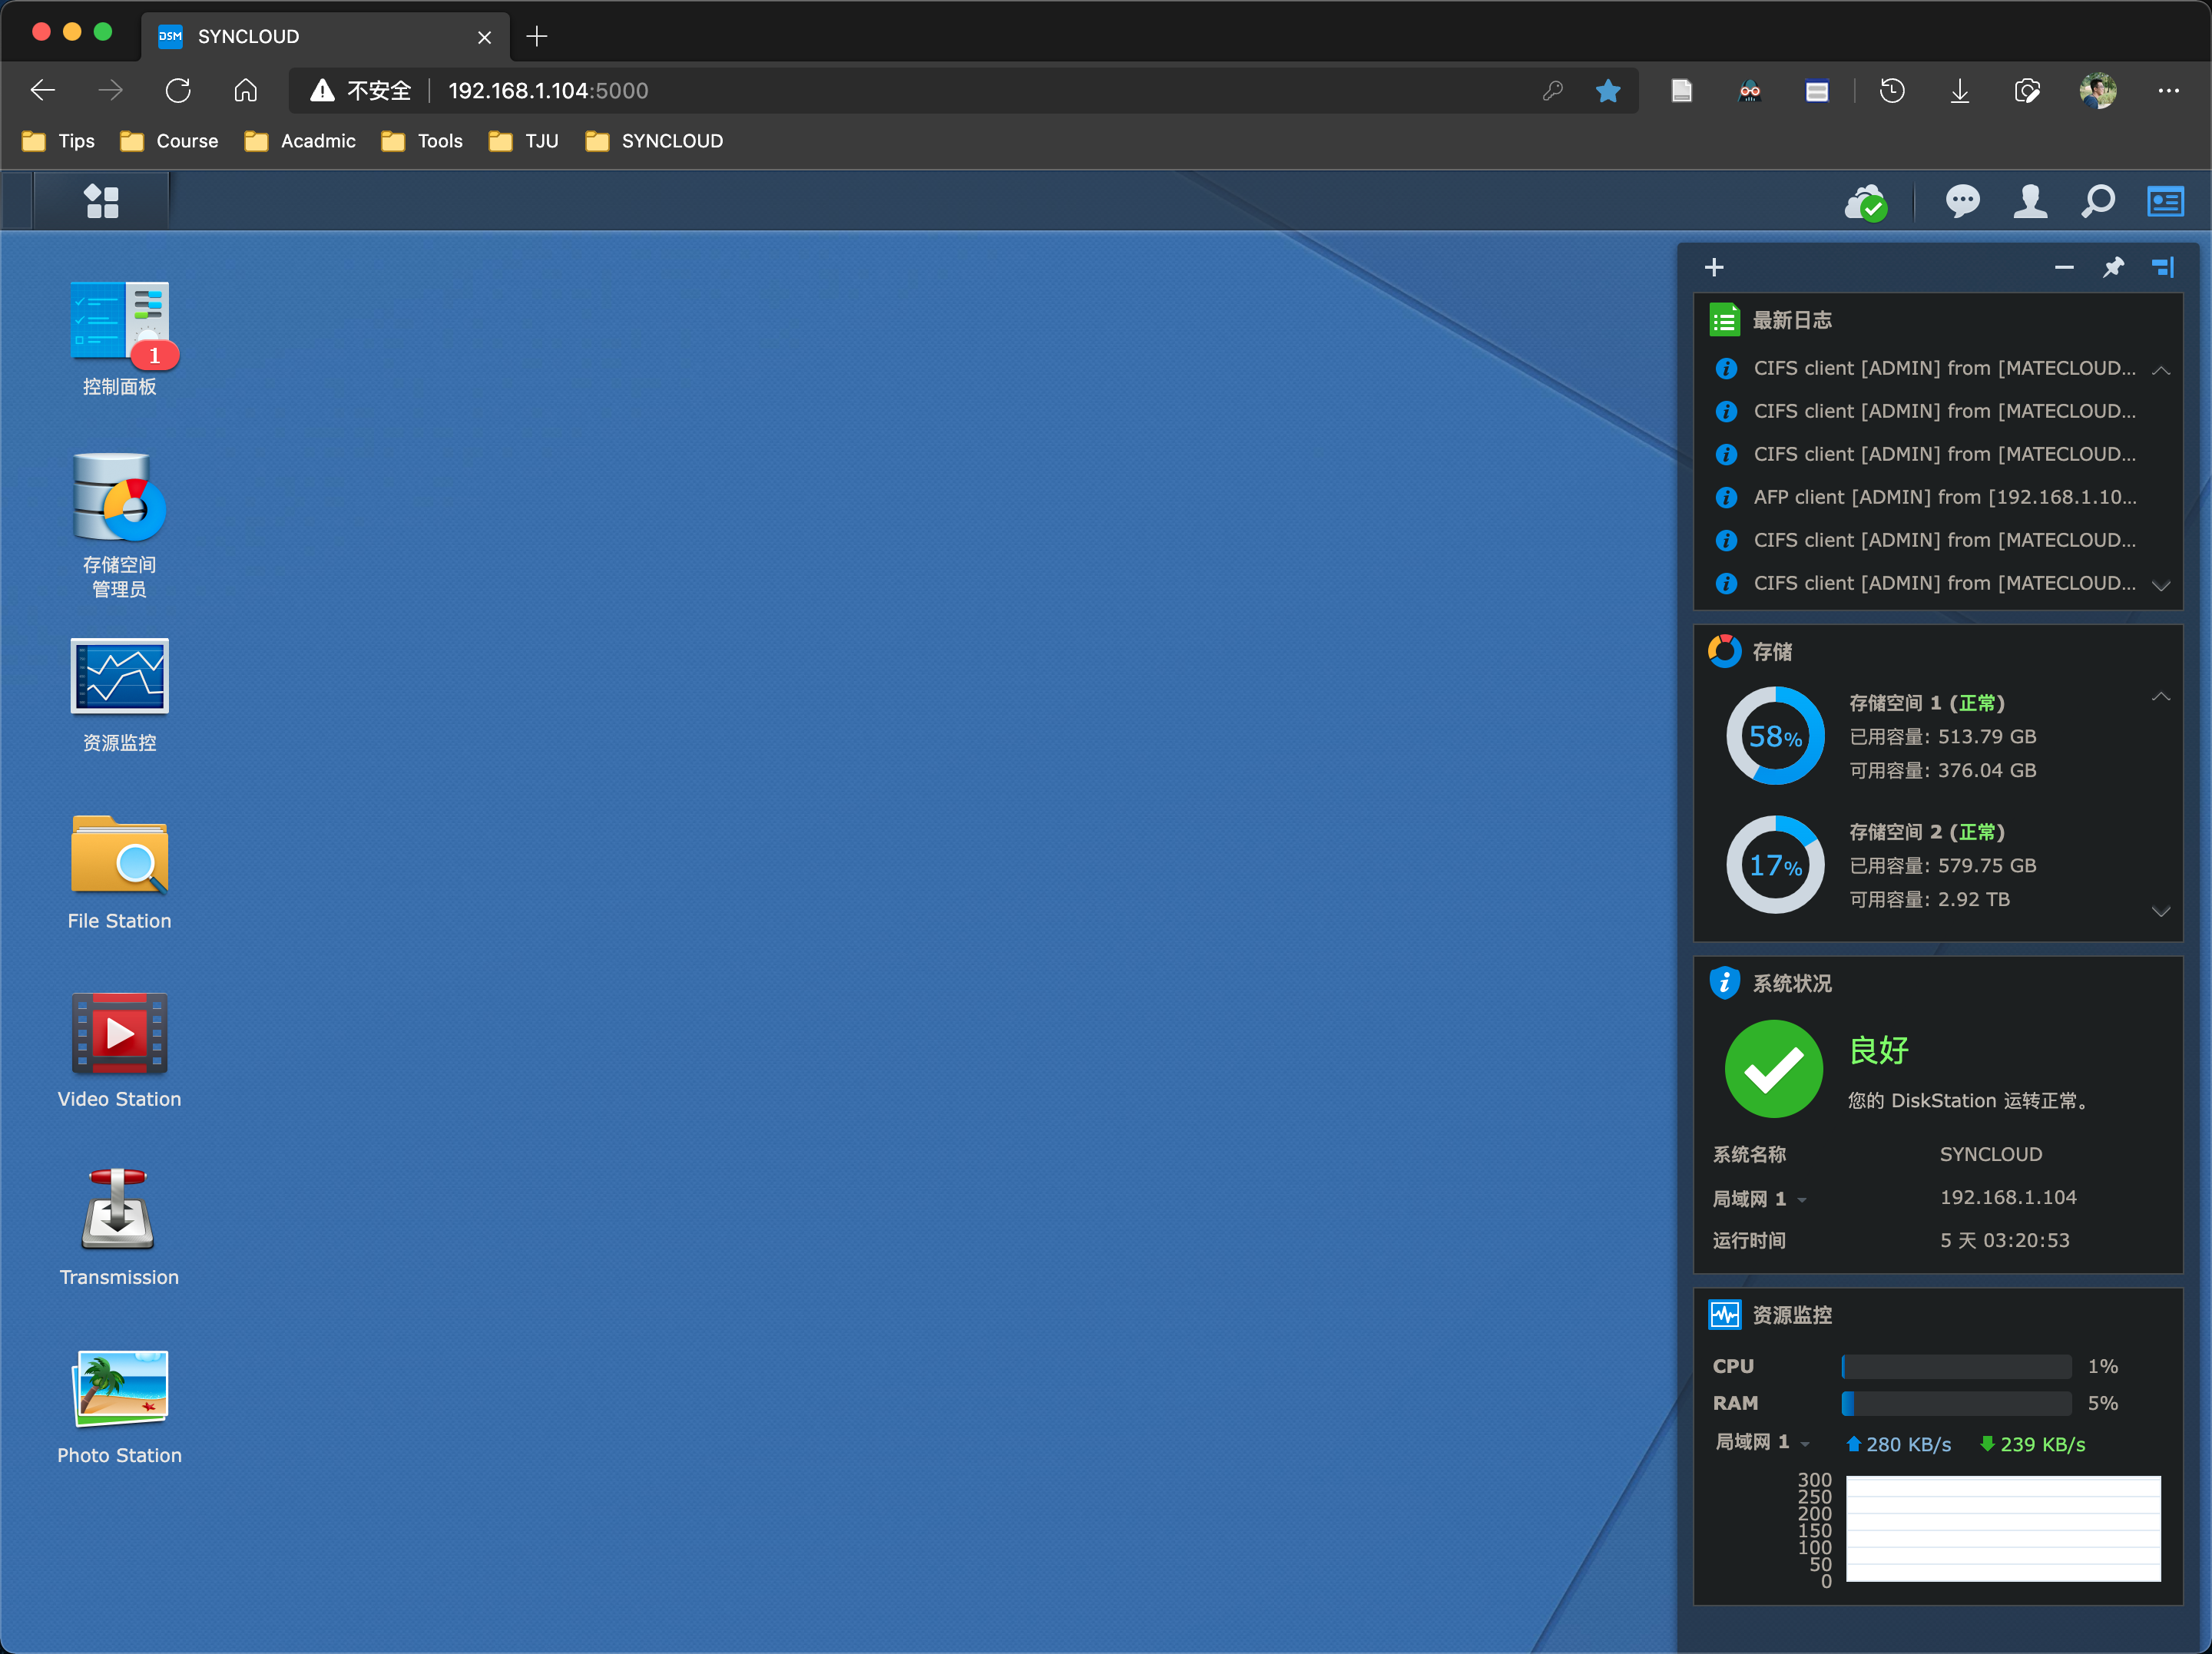 DSM SYNCLOUD
不安全 192.168.1.104:5000
Tips Course Acadmic Tools TJU SYNCLOUD
1
控制面板
存储空间
管理员
资源监控
File Station
Video Station
Transmission
Photo Station
最新日志
CIFS client [ADMIN] from [MATECLOUD...
CIFS client [ADMIN] from [MATECLOUD...
CIFS client [ADMIN] from [MATECLOUD...
AFP client [ADMIN] from [192.168.1.10...
CIFS client [ADMIN] from [MATECLOUD...
CIFS client [ADMIN] from [MATECLOUD...
存储
58%
存储空间 1 (正常)
已用容量: 513.79 GB
可用容量: 376.04 GB
17%
存储空间 2 (正常)
已用容量: 579.75 GB
可用容量: 2.92 TB
系统状况
良好
您的 DiskStation 运转正常。
系统名称 SYNCLOUD
局域网 1 192.168.1.104
运行时间 5 天 03:20:53
资源监控
CPU 1%
RAM 5%
局域网 1 280 KB/s 239 KB/s
300
250
200
150
100
50
0